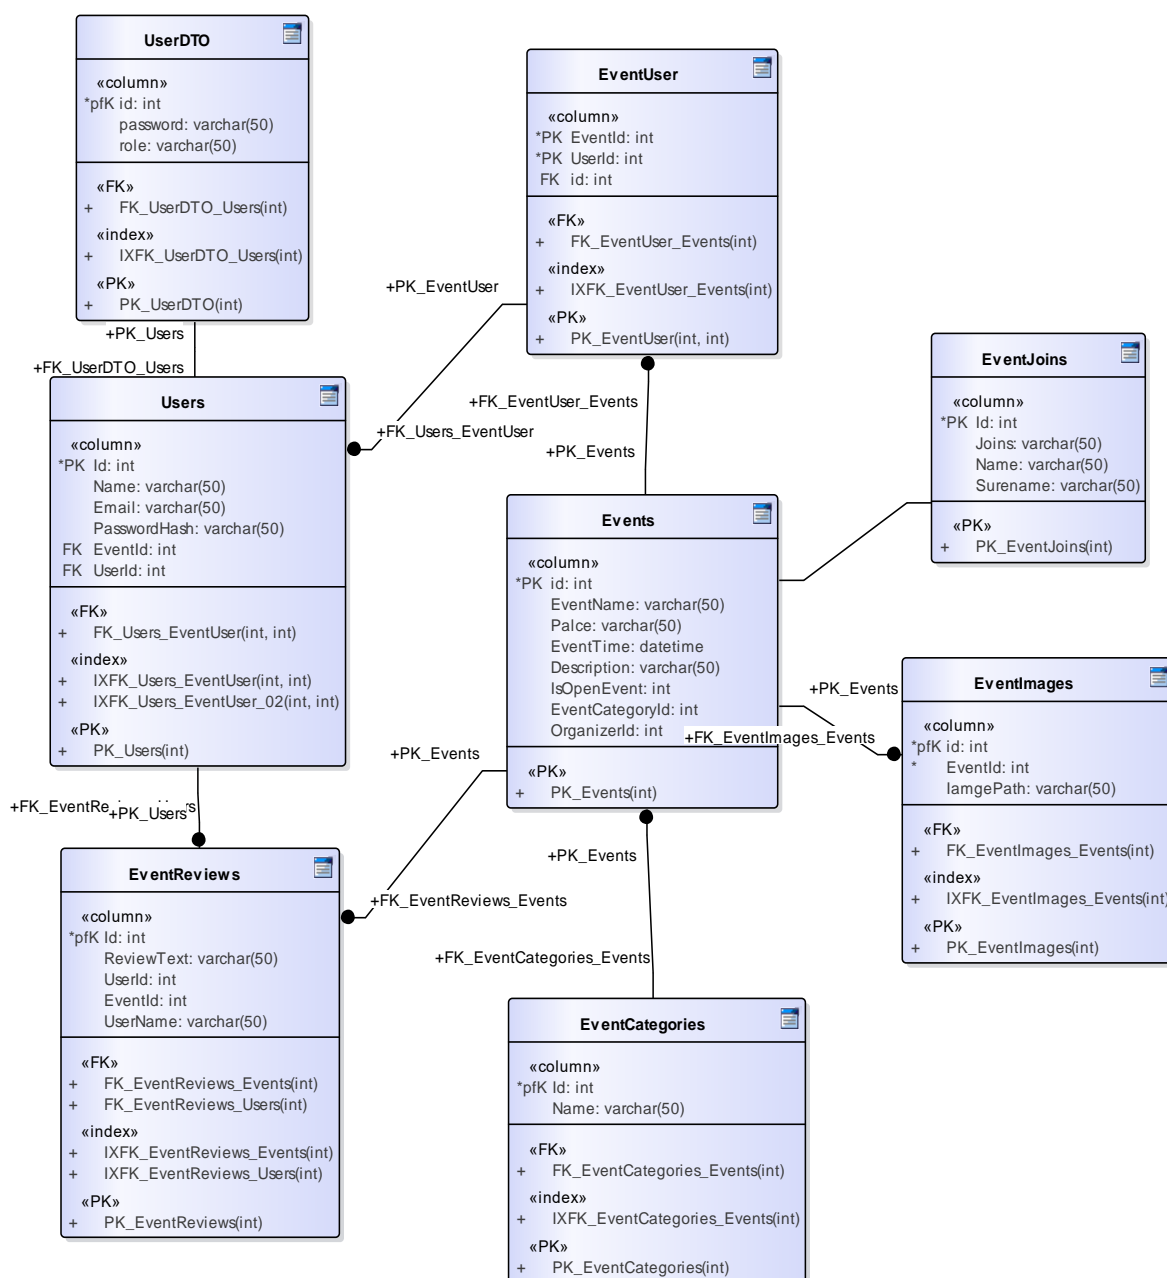 UserDTO
«column»
*pfK id: int
password: varchar(50)
role: varchar(50)
«FK»
+ FK_UserDTO_Users(int)
«index»
+ IXFK_UserDTO_Users(int)
«PK»
+ PK_UserDTO(int)
+PK_Users
+FK_UserDTO_Users
EventUser
«column»
*PK EventId: int
*PK UserId: int
FK id: int
«FK»
+ FK_EventUser_Events(int)
«index»
+ IXFK_EventUser_Events(int)
«PK»
+ PK_EventUser(int, int)
+PK_EventUser
+FK_Users_EventUser
+FK_EventUser_Events
+PK_Events
Users
«column»
*PK Id: int
Name: varchar(50)
Email: varchar(50)
PasswordHash: varchar(50)
FK EventId: int
FK UserId: int
«FK»
+ FK_Users_EventUser(int, int)
«index»
+ IXFK_Users_EventUser(int, int)
+ IXFK_Users_EventUser_02(int, int)
«PK»
+ PK_Users(int)
EventJoins
«column»
*PK Id: int
Joins: varchar(50)
Name: varchar(50)
Surename: varchar(50)
«PK»
+ PK_EventJoins(int)
Events
«column»
*PK id: int
EventName: varchar(50)
Palce: varchar(50)
EventTime: datetime
Description: varchar(50)
IsOpenEvent: int
EventCategoryId: int
OrganizerId: int
«PK»
+ PK_Events(int)
+PK_Events
+FK_EventImages_Events
EventImages
«column»
*pfK id: int
* EventId: int
IamgePath: varchar(50)
«FK»
+ FK_EventImages_Events(int)
«index»
+ IXFK_EventImages_Events(int)
«PK»
+ PK_EventImages(int)
+PK_Events
+FK_EventReviews_Events
+PK_Users
EventReviews
«column»
*pfK Id: int
ReviewText: varchar(50)
UserId: int
EventId: int
UserName: varchar(50)
«FK»
+ FK_EventReviews_Events(int)
+ FK_EventReviews_Users(int)
«index»
+ IXFK_EventReviews_Events(int)
+ IXFK_EventReviews_Users(int)
«PK»
+ PK_EventReviews(int)
+PK_Events
+FK_EventCategories_Events
EventCategories
«column»
*pfK Id: int
Name: varchar(50)
«FK»
+ FK_EventCategories_Events(int)
«index»
+ IXFK_EventCategories_Events(int)
«PK»
+ PK_EventCategories(int)